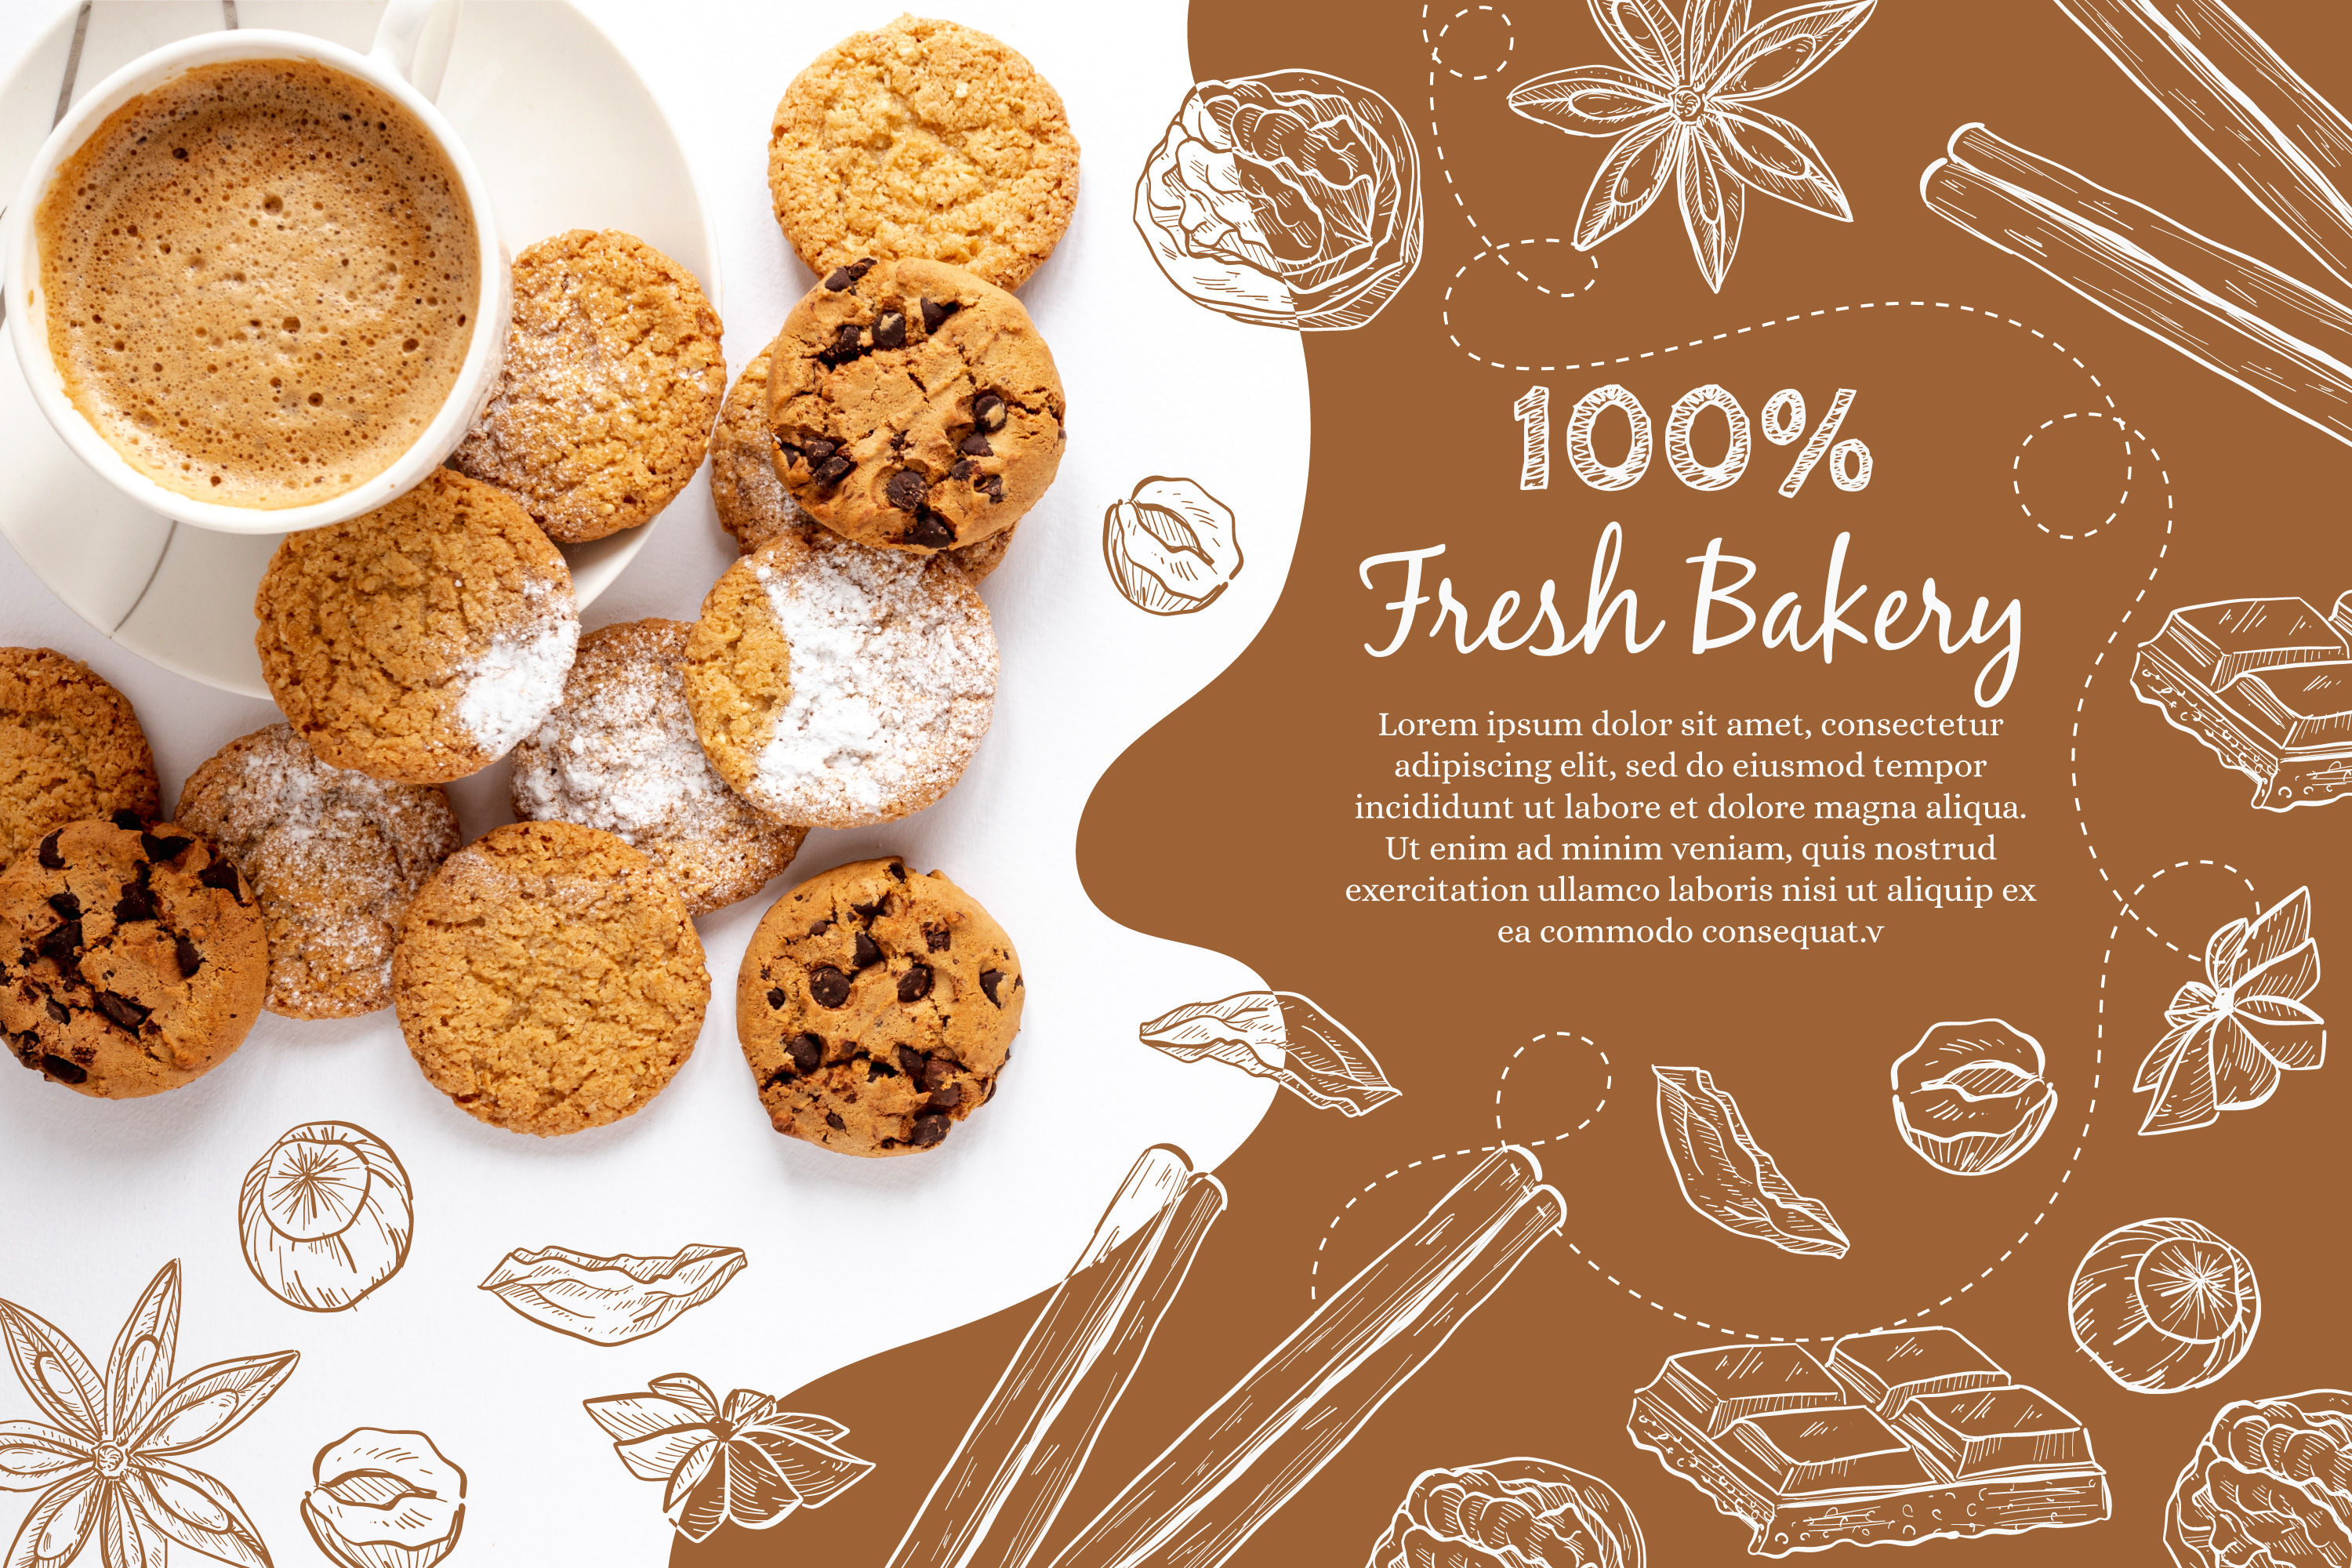 100%
Fresh Bakery
Lorem ipsum dolor sit amet, consectetur
adipiscing elit, sed do eiusmod tempor
incididunt ut labore et dolore magna aliqua.
Ut enim ad minim veniam, quis nostrud
exercitation ullamco laboris nisi ut aliquip ex
ea commodo consequat.v